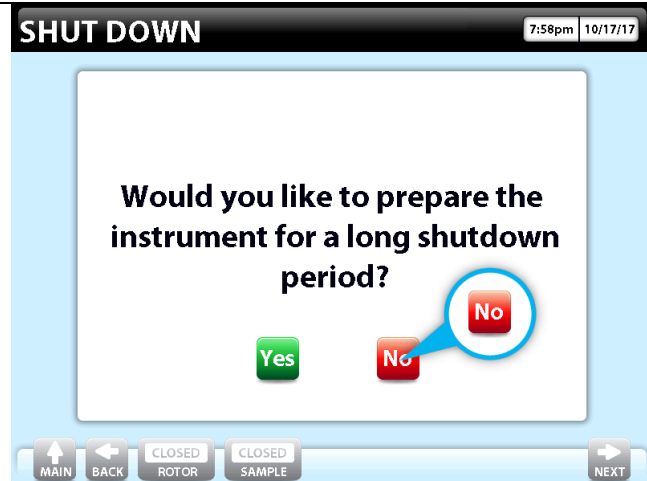 SHUT DOWN
7:58pm 10/17/17
Would you like to prepare the
instrument for a long shutdown
period?
No
Yes
No
CLOSED
CLOSED
MAIN
BACK
ROTOR
SAMPLE
NEXT